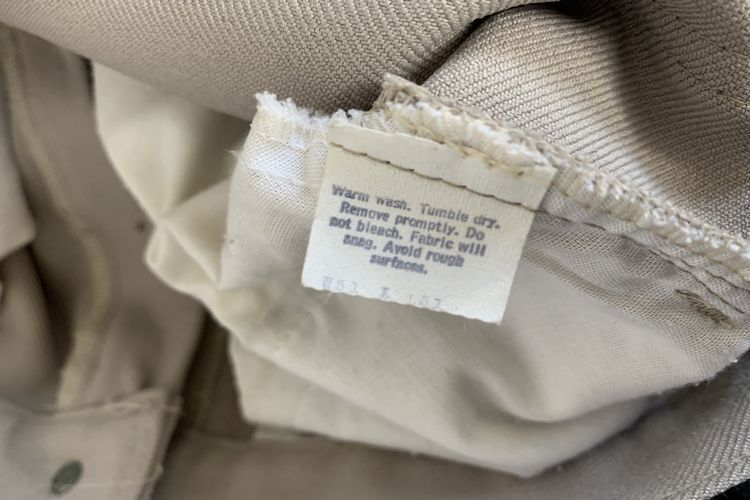 Warm wash. Tumble dry.
Remove promptly. Do
not bleach. Fabric will
snag. Avoid rough
surfaces.